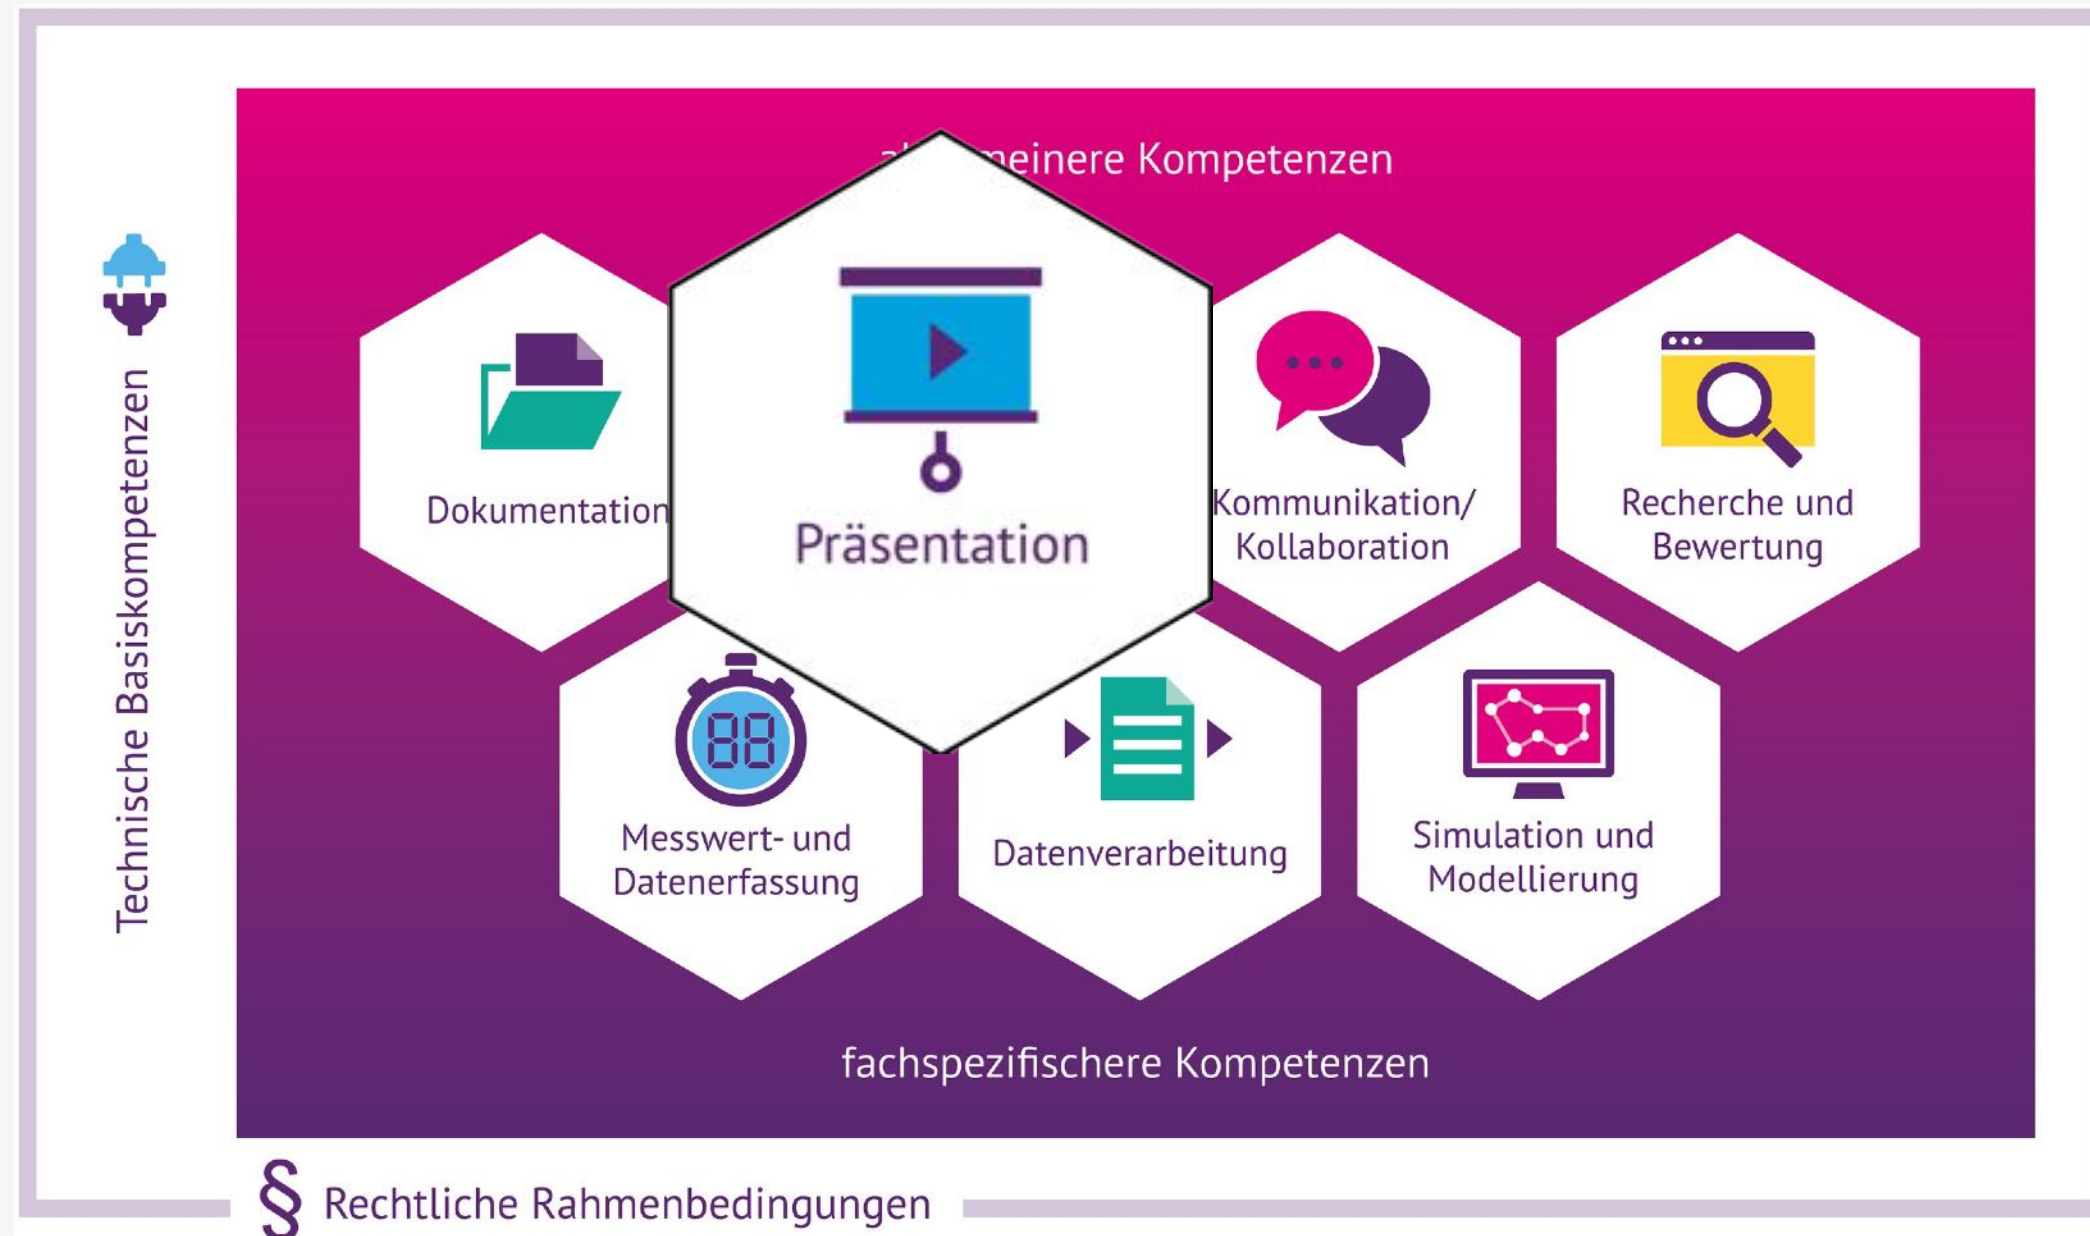 meinere Kompetenzen
Technische Basiskompetenzen
Dokumentation
Präsentation
Kommunikation/
Kollaboration
Recherche und
Bewertung
88
Messwert- und
Datenerfassung
Datenverarbeitung
Simulation und
Modellierung
fachspezifischere Kompetenzen
§ Rechtliche Rahmenbedingungen